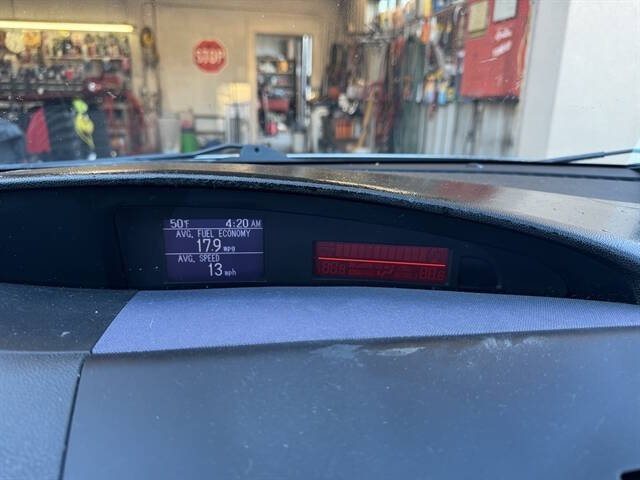 STOP
50°F 4:20 AM
AVG. FUEL ECONOMY
17.9 mpg
AVG. SPEED
13 mph